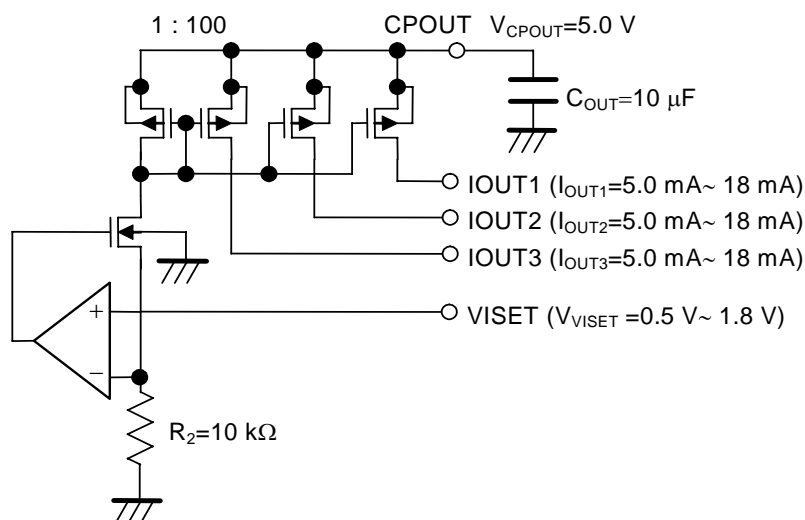 1 : 100
CPOUT VCPOUT=5.0 V
COUT=10 μF
IOUT1 (IOUT1=5.0 mA~ 18 mA)
IOUT2 (IOUT2=5.0 mA~ 18 mA)
IOUT3 (IOUT3=5.0 mA~ 18 mA)
+
VISET (VVISET =0.5 V~ 1.8 V)
−
R2=10 kΩ